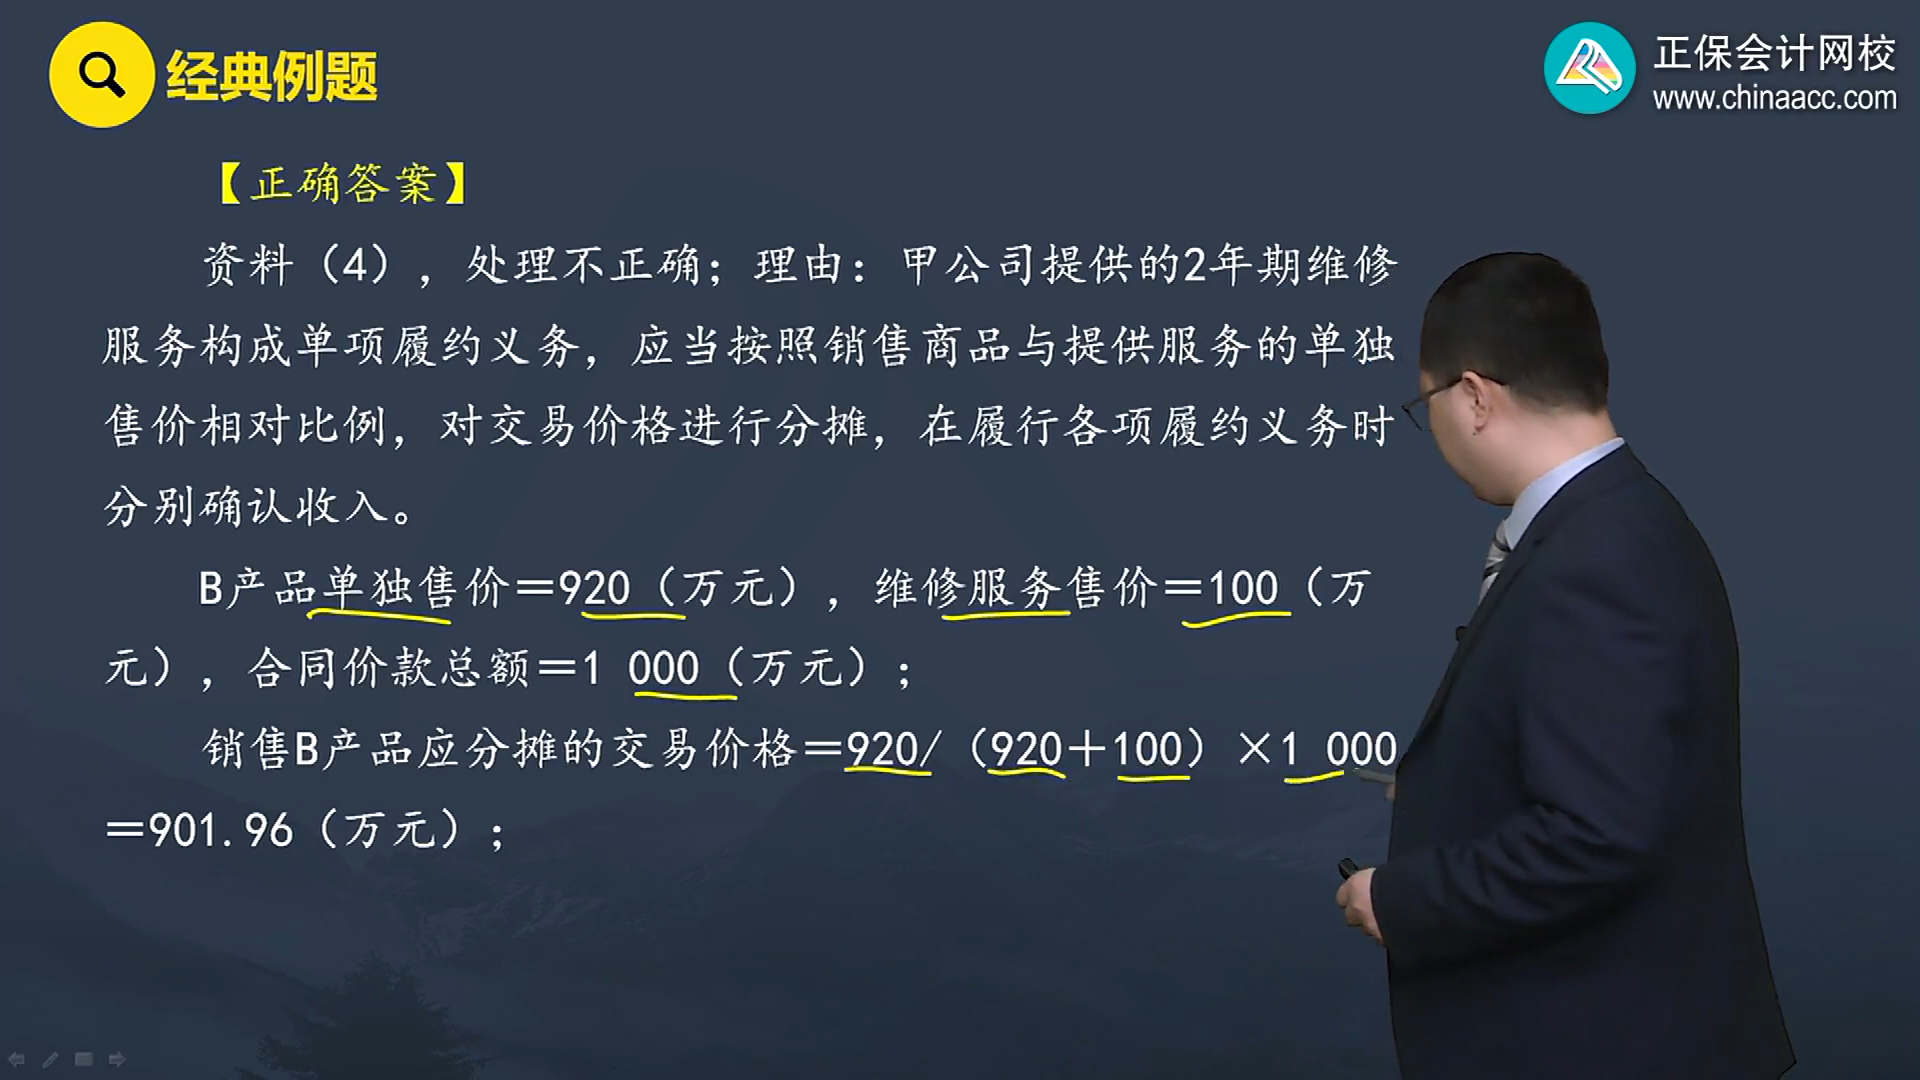 经典例题
正保会计网校
www.chinaacc.com
【正确答案】
资料（4），处理不正确；理由：甲公司提供的2年期维修
服务构成单项履约义务，应当按照销售商品与提供服务的单独
售价相对比例，对交易价格进行分摊，在履行各项履约义务时
分别确认收入。
B产品单独售价＝920（万元），维修服务售价＝100（万
元），合同价款总额＝1 000（万元）；
销售B产品应分摊的交易价格＝920/（920＋100）×1 000
＝901.96（万元）；